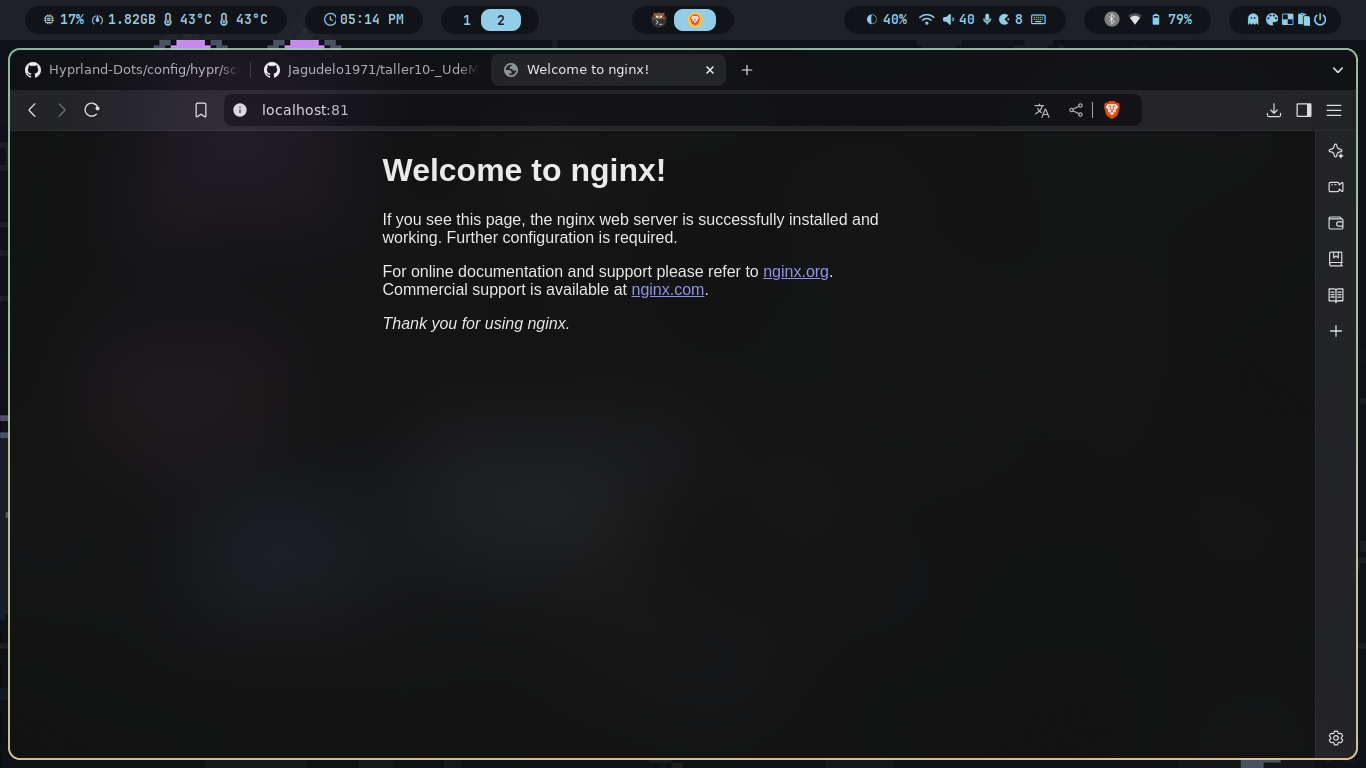 17% 1.82GB 43°C 43°C
05:14 PM
1 2
40% 40 8
79%
Hyprland-Dots/config/hypr/sc
Jagudelo1971/taller10-_UdeM
Welcome to nginx!
localhost:81
Welcome to nginx!
If you see this page, the nginx web server is successfully installed and
working. Further configuration is required.
For online documentation and support please refer to nginx.org.
Commercial support is available at nginx.com.
Thank you for using nginx.